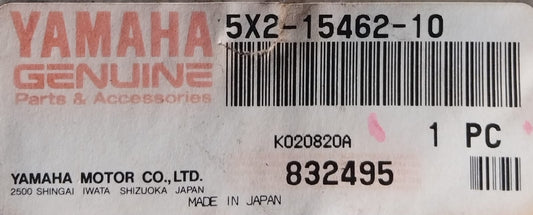 YAMAHA
GENUINE
Parts & Accessories
5X2-15462-10
K020820A
1 PC
832495
YAMAHA MOTOR CO.,LTD.
2500 SHINGAI IWATA SHIZUOKA JAPAN
MADE IN JAPAN